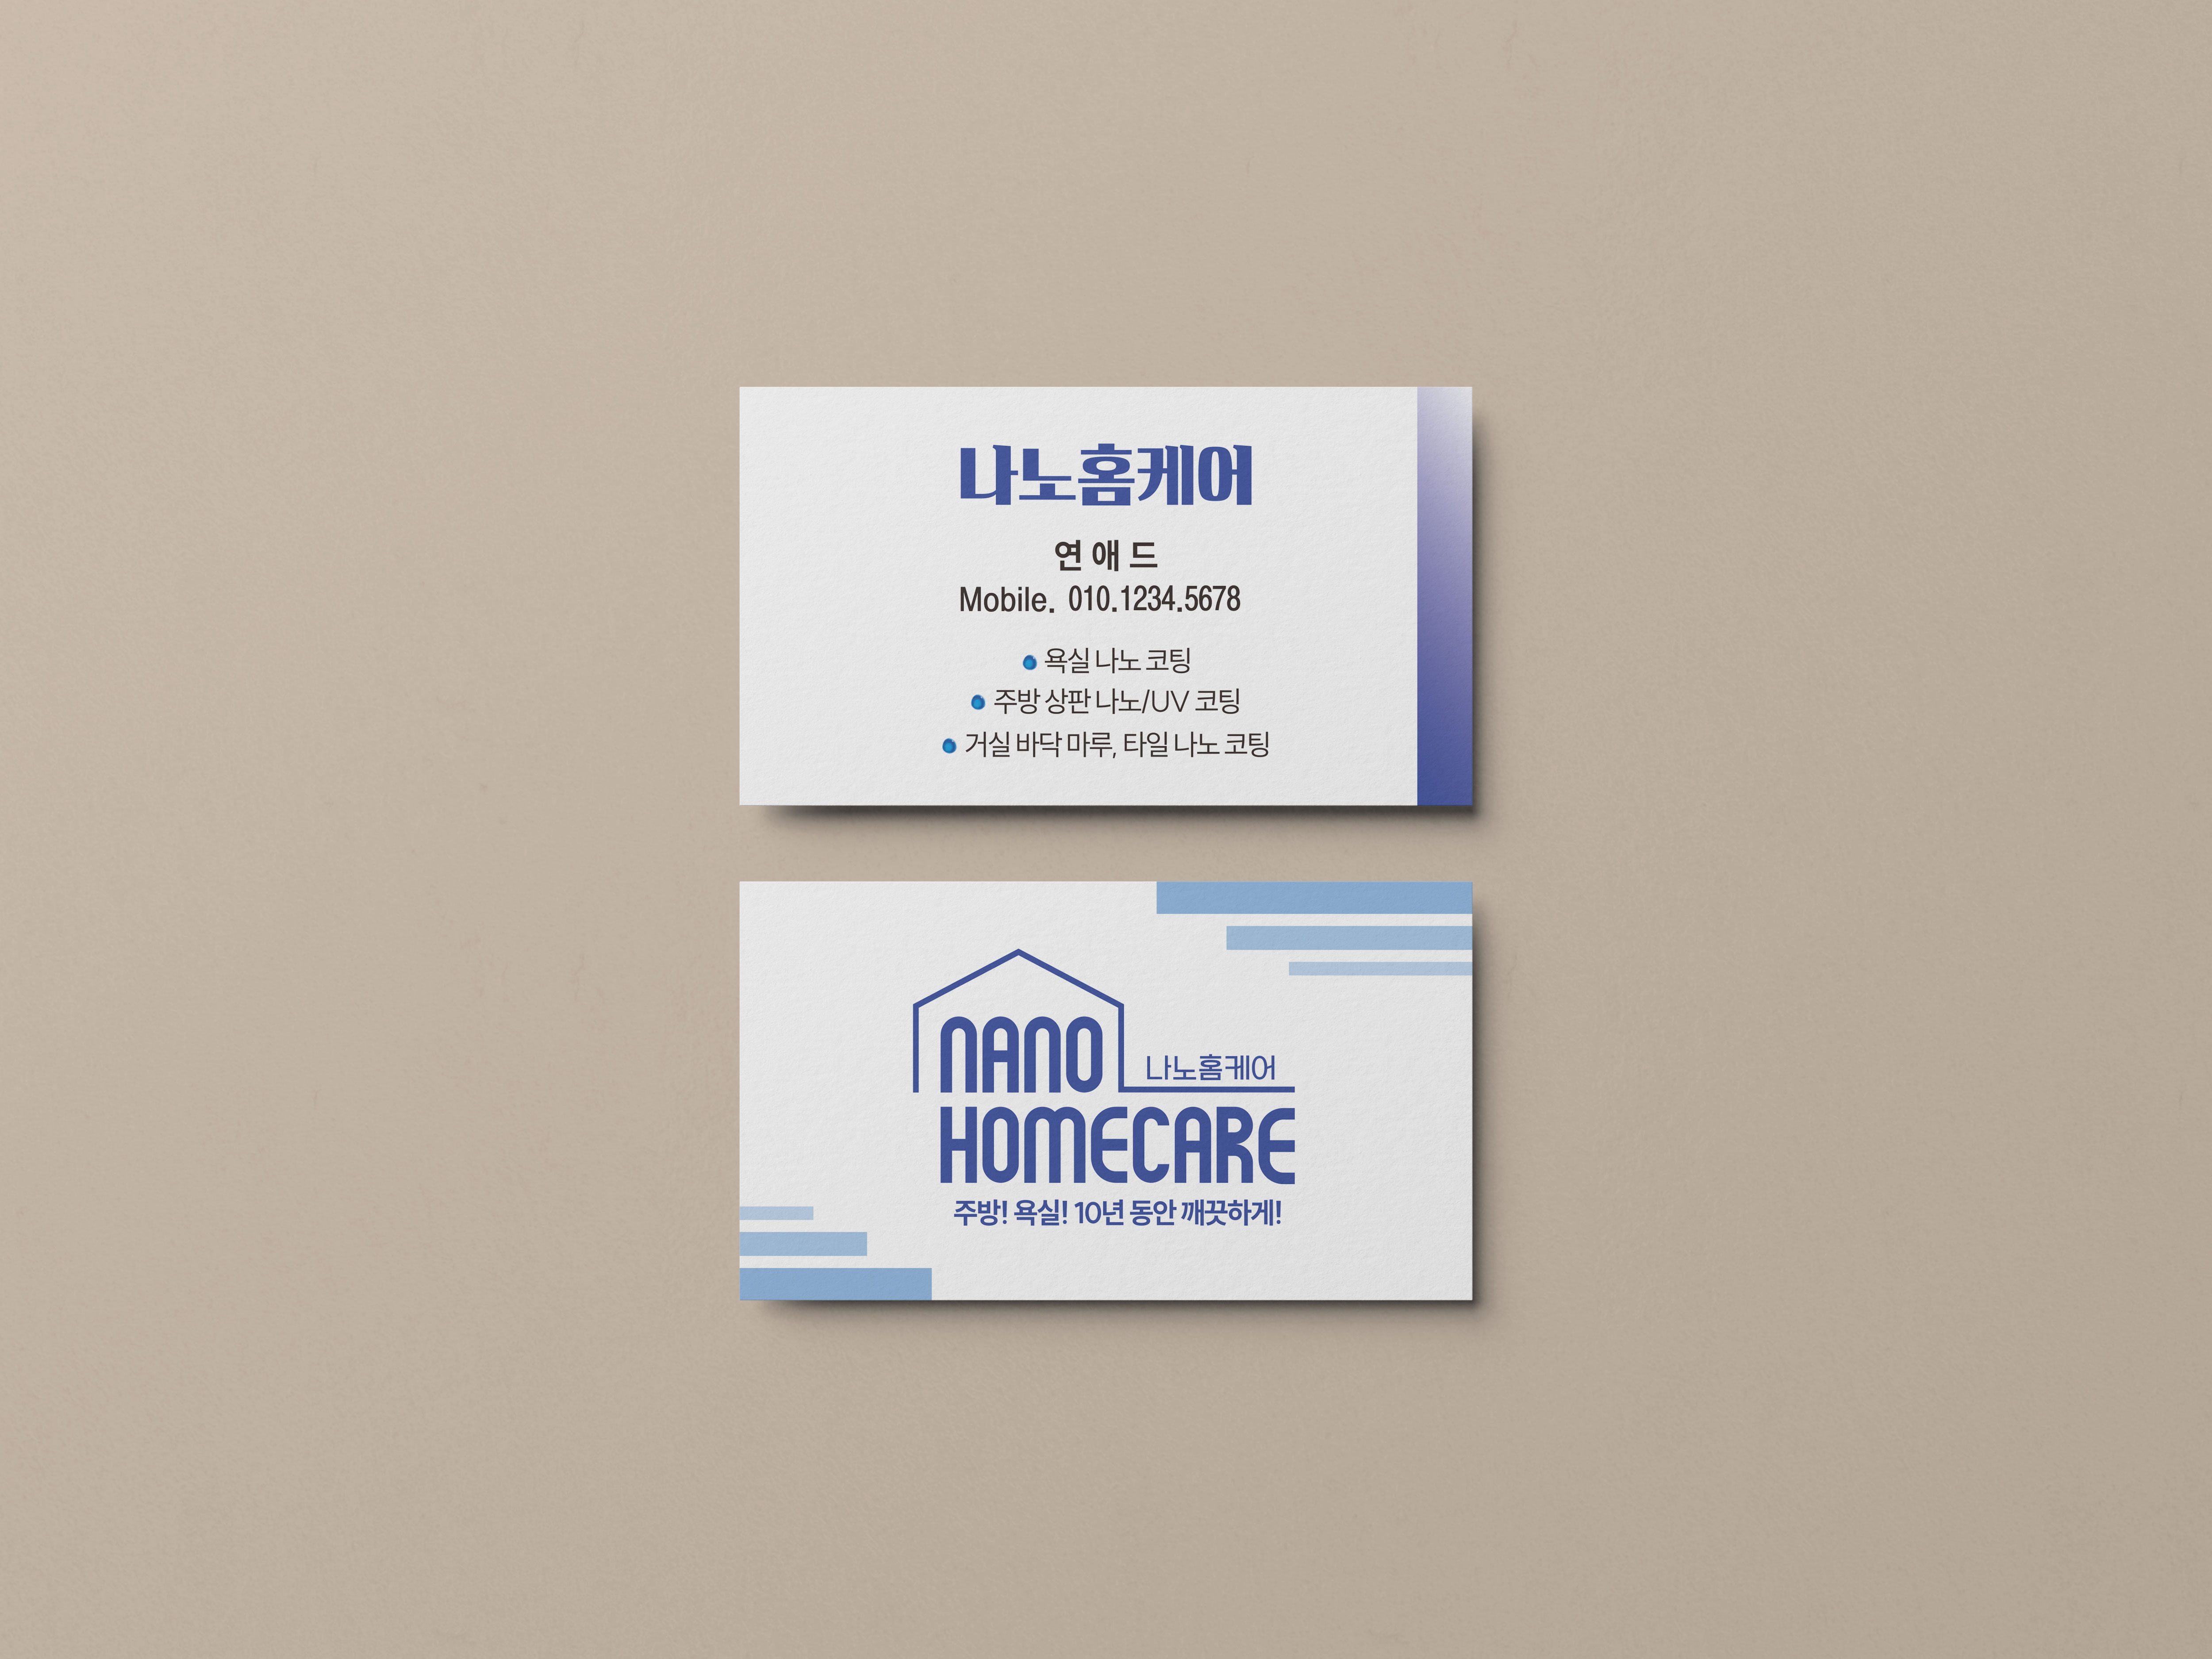 나노홈케어
연애드
Mobile. 010.1234.5678
욕실 나노 코팅
주방 상판 나노/UV 코팅
거실 바닥 마루, 타일 나노 코팅
NANO
나노홈케어
HOMECARE
주방! 욕실! 10년 동안 깨끗하게!